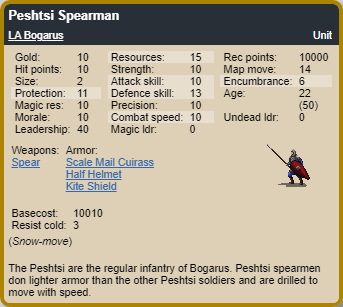 Peshtsi Spearman
LA Bogarus Unit
Gold: 10 Resources: 15 Rec points: 10000
Hit points: 10 Strength: 10 Map move: 14
Size: 2 Attack skill: 10 Encumbrance: 6
Protection: 11 Defence skill: 13 Age: 22
Magic res: 10 Precision: 10 (50)
Morale: 10 Combat speed: 10 Undead ldr: 0
Leadership: 40 Magic ldr: 0
Weapons: Armor:
Spear Scale Mail Cuirass
Half Helmet
Kite Shield
Basecost: 10010
Resist cold: 3
(Snow-move)
The Peshtsi are the regular infantry of Bogarus. Peshtsi spearmen
don lighter armor than the other Peshtsi soldiers and are drilled to
move with speed.